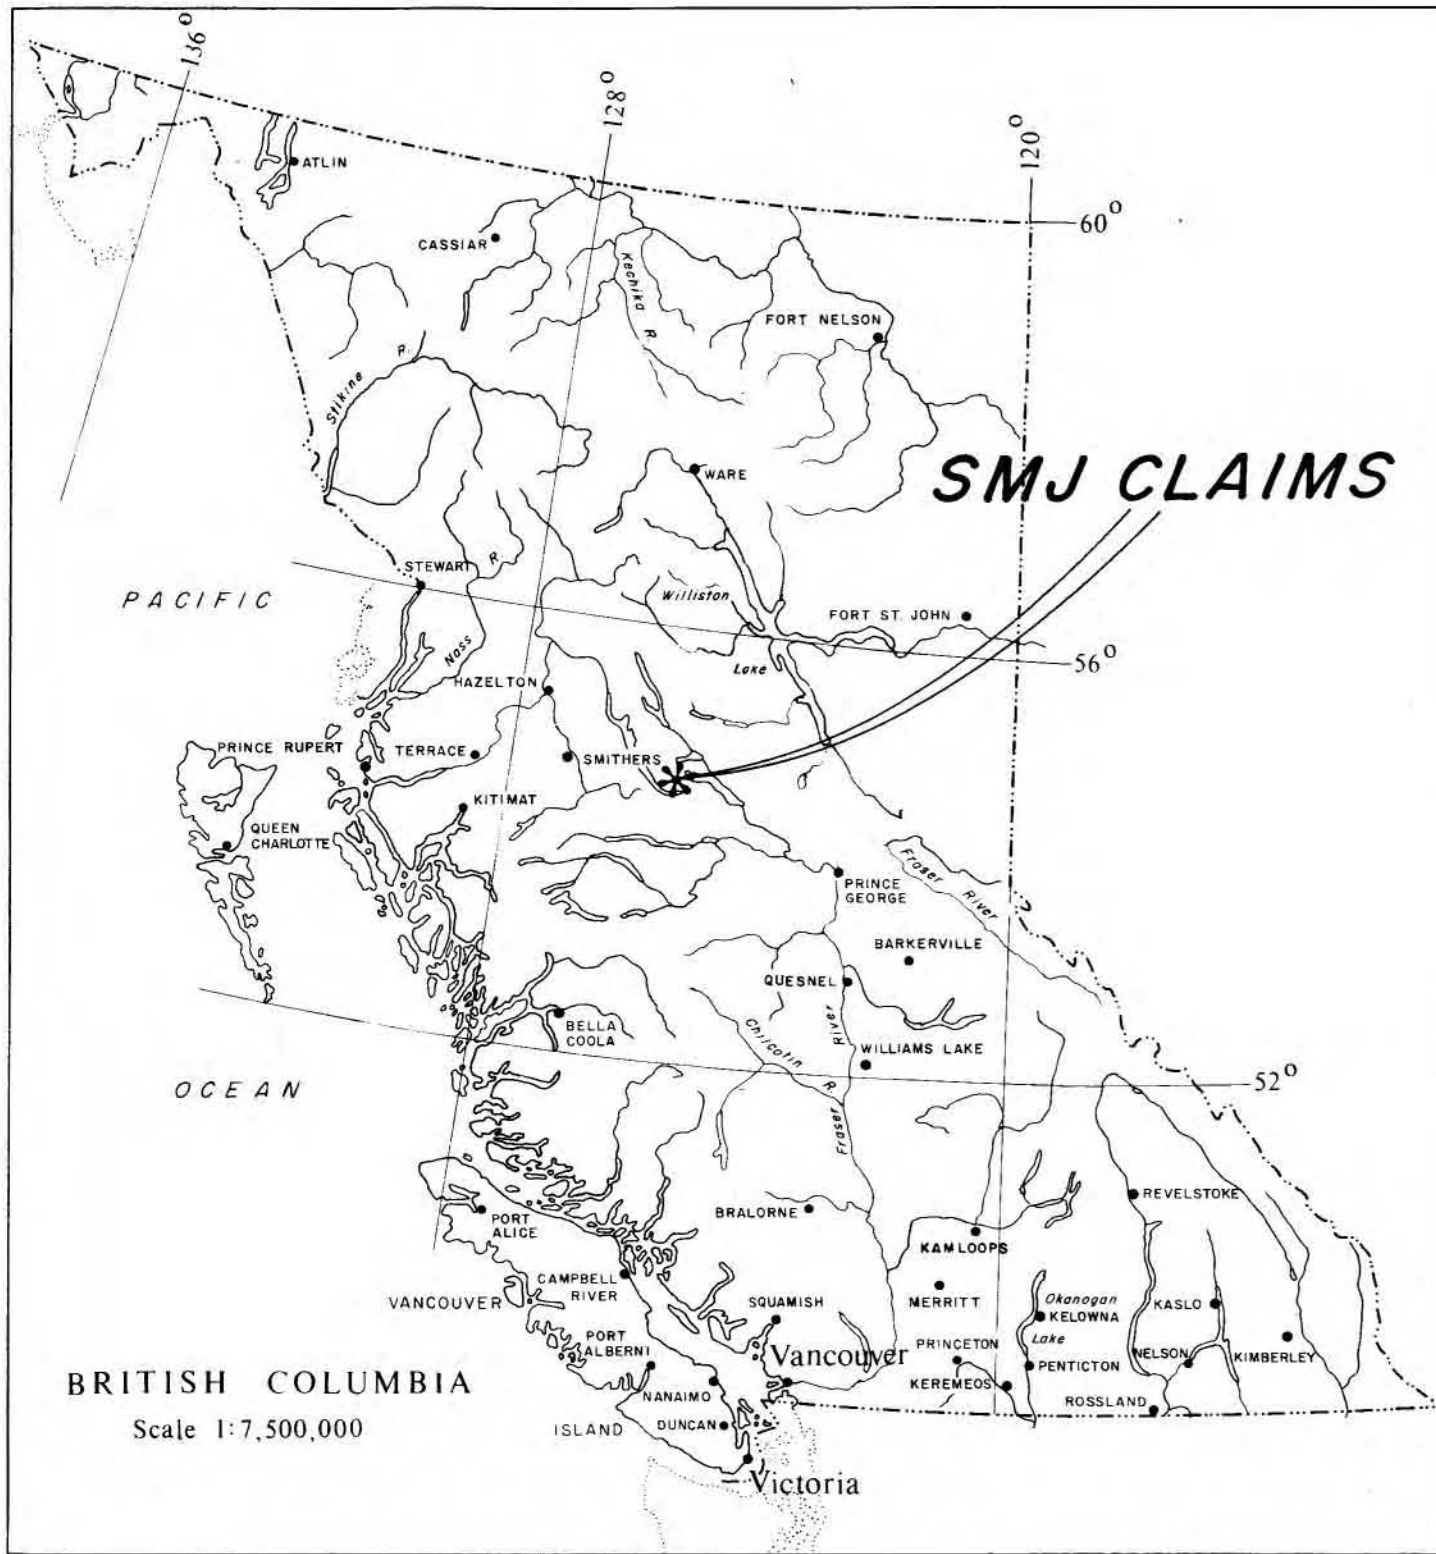 136°
128°
120°
ATLIN
60°
CASSIAR
Kechika R.
FORT NELSON
Stikine R.
WARE
SMJ CLAIMS
STEWART
PACIFIC
Nass R.
Williston
Lake
FORT ST. JOHN
56°
HAZELTON
PRINCE RUPERT
TERRACE
SMITHERS
KITIMAT
QUEEN
CHARLOTTE
PRINCE
GEORGE
Fraser River
BARKERVILLE
QUESNEL
BELLA
COOLA
Chilcotin R.
Fraser River
WILLIAMS LAKE
OCEAN
52°
REVELSTOKE
PORT
ALICE
BRALORNE
KAMLOOPS
CAMPBELL
RIVER
VANCOUVER
ISLAND
SQUAMISH
MERRITT
Okanogan
Lake
KELOWNA
KASLO
PORT
ALBERNI
Vancouver
PRINCETON
PENTICTON
NELSON
KIMBERLEY
NANAIMO
KEREMEOS
ROSSLAND
DUNCAN
Victoria
BRITISH COLUMBIA
Scale 1:7,500,000